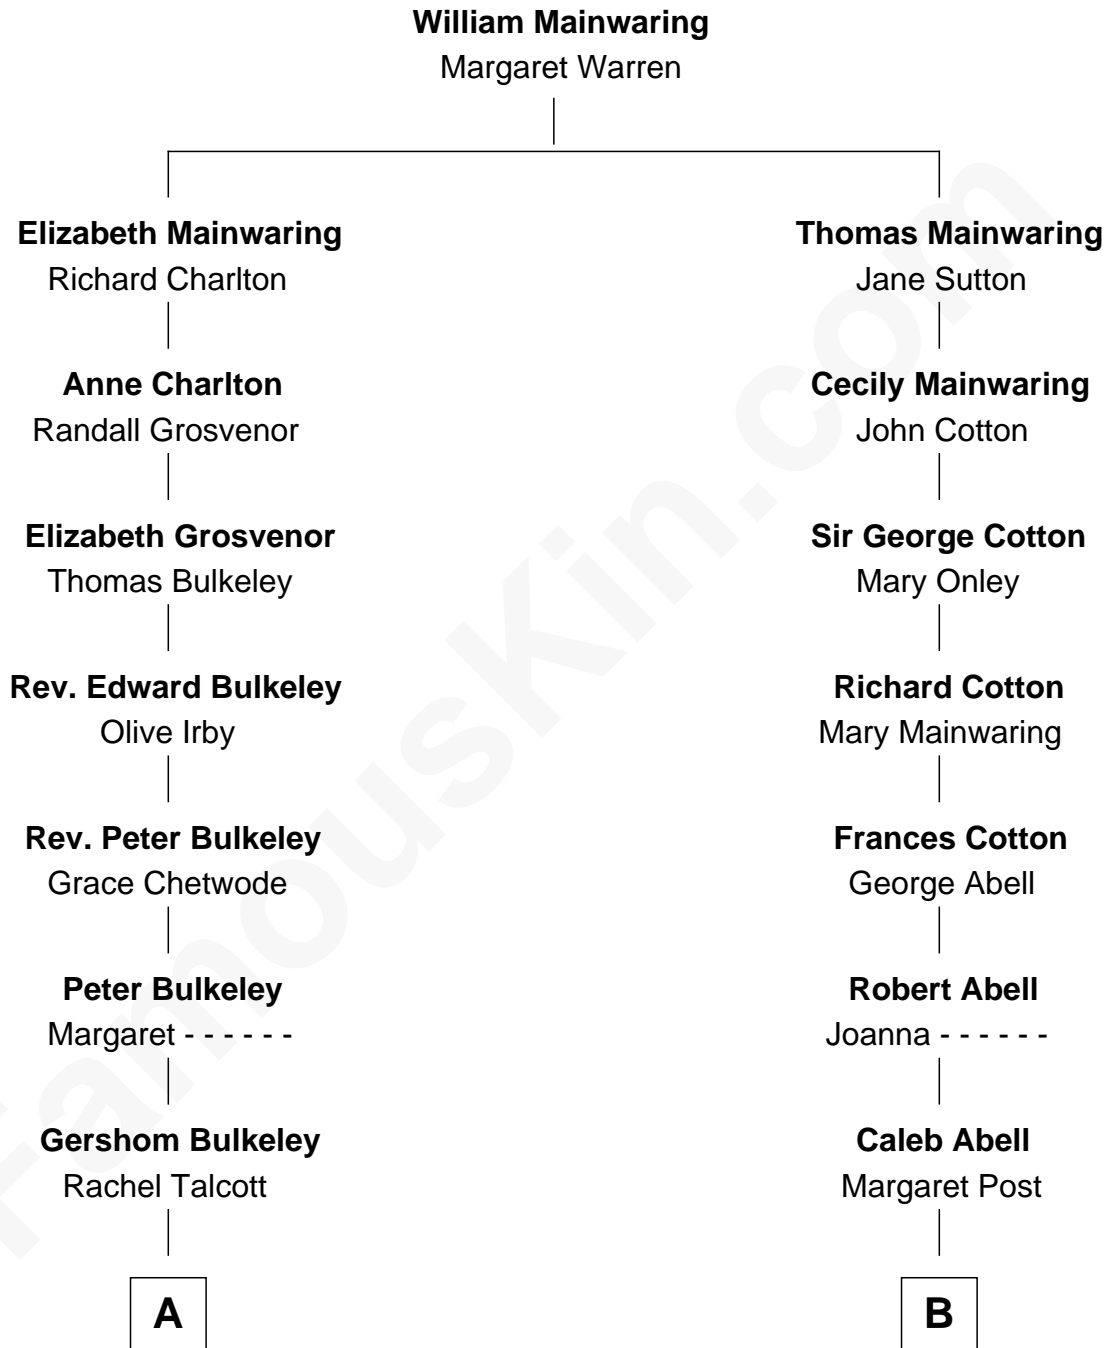 William Mainwaring
Margaret Warren
Elizabeth Mainwaring
Richard Charlton
Thomas Mainwaring
Jane Sutton
Anne Charlton
Randall Grosvenor
Cecily Mainwaring
John Cotton
Elizabeth Grosvenor
Thomas Bulkeley
Sir George Cotton
Mary Onley
Rev. Edward Bulkeley
Olive Irby
Richard Cotton
Mary Mainwaring
Rev. Peter Bulkeley
Grace Chetwode
Frances Cotton
George Abell
Peter Bulkeley
Margaret - - - - - -
Robert Abell
Joanna - - - - - -
Gershom Bulkeley
Rachel Talcott
Caleb Abell
Margaret Post
A
B
FamousKin.com